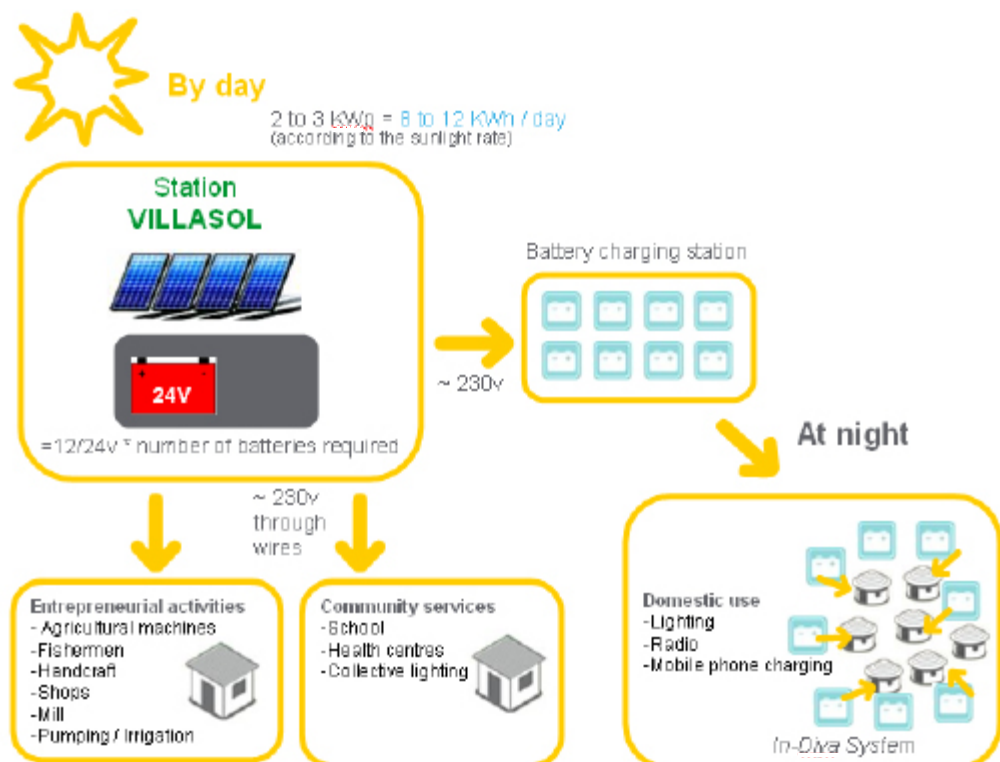 By day
2 to 3 KWp = 8 to 12 KWh / day
(according to the sunlight rate)
Station
VILLASOL
24V
=12/24v * number of batteries required
Battery charging station
~ 230v
At night
~ 230v
through
wires
Entrepreneurial activities
- Agricultural machines
-Fishermen
-Handcraft
-Shops
-Mill
-Pumping / Irrigation
Community services
-School
-Health centres
-Collective lighting
Domestic use
-Lighting
-Radio
-Mobile phone charging
In-Diya System